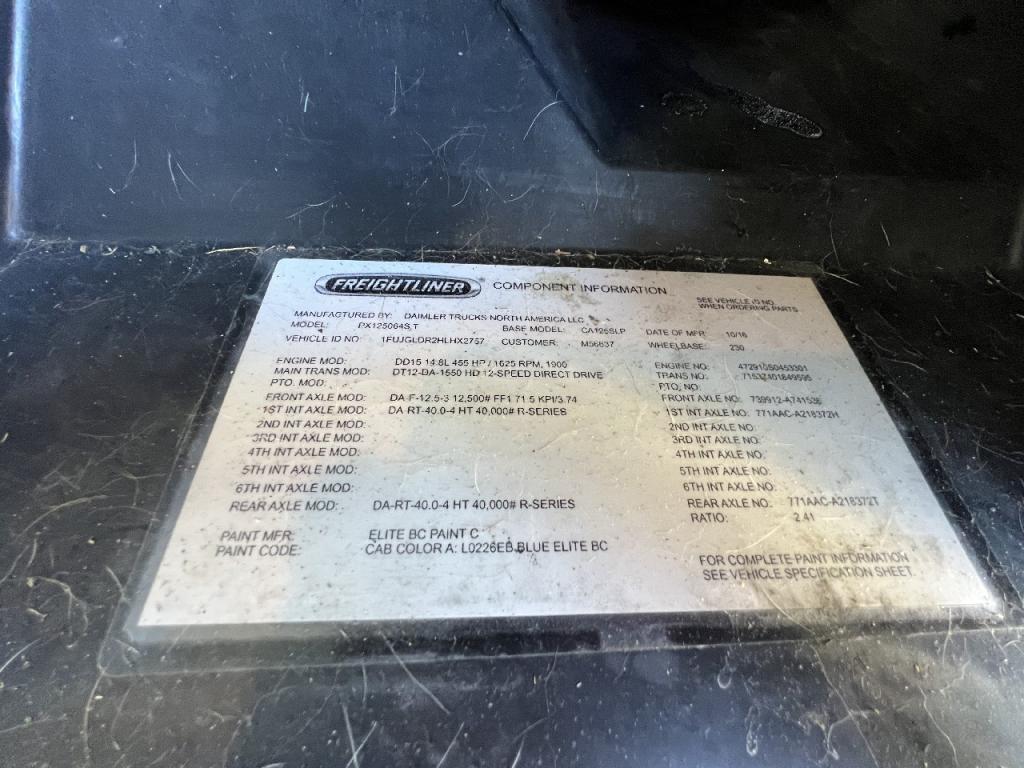 FREIGHTLINER COMPONENT INFORMATION
SEE VEHICLE ID NO.
WHEN ORDERING PARTS
MANUFACTURED BY: DAIMLER TRUCKS NORTH AMERICA LLC
MODEL: PX125064S T BASE MODEL: CA125SLP DATE OF MFR: 10/16
VEHICLE ID NO: 1FUJGLDR2HLHX2757 CUSTOMER: M56637 WHEELBASE: 230
ENGINE MOD: DD15 14.8L 455 HP / 1625 RPM, 1900 ENGINE NO:
MAIN TRANS MOD: DT12-DA-1550 HD 12-SPEED DIRECT DRIVE TRANS NO:
PTO. MOD: PTO. NO:
FRONT AXLE MOD: DA-F-12.5-3 12,500# FF1 71.5 KPI/3.74 FRONT AXLE NO: 739912-A741536
1ST INT AXLE MOD: DA-RT-40.0-4 HT 40,000# R-SERIES 1ST INT AXLE NO: 771AAC-A218372H
2ND INT AXLE MOD: 2ND INT AXLE NO:
3RD INT AXLE MOD: 3RD INT AXLE NO:
4TH INT AXLE MOD: 4TH INT AXLE NO:
5TH INT AXLE MOD: 5TH INT AXLE NO:
6TH INT AXLE MOD: 6TH INT AXLE NO:
REAR AXLE MOD: DA-RT-40.0-4 HT 40,000# R-SERIES REAR AXLE NO: 771AAC-A218372T
RATIO: 2.41
PAINT MFR: ELITE BC PAINT C
PAINT CODE: CAB COLOR A: L0226EB BLUE ELITE BC
FOR COMPLETE PAINT INFORMATION
SEE VEHICLE SPECIFICATION SHEET.